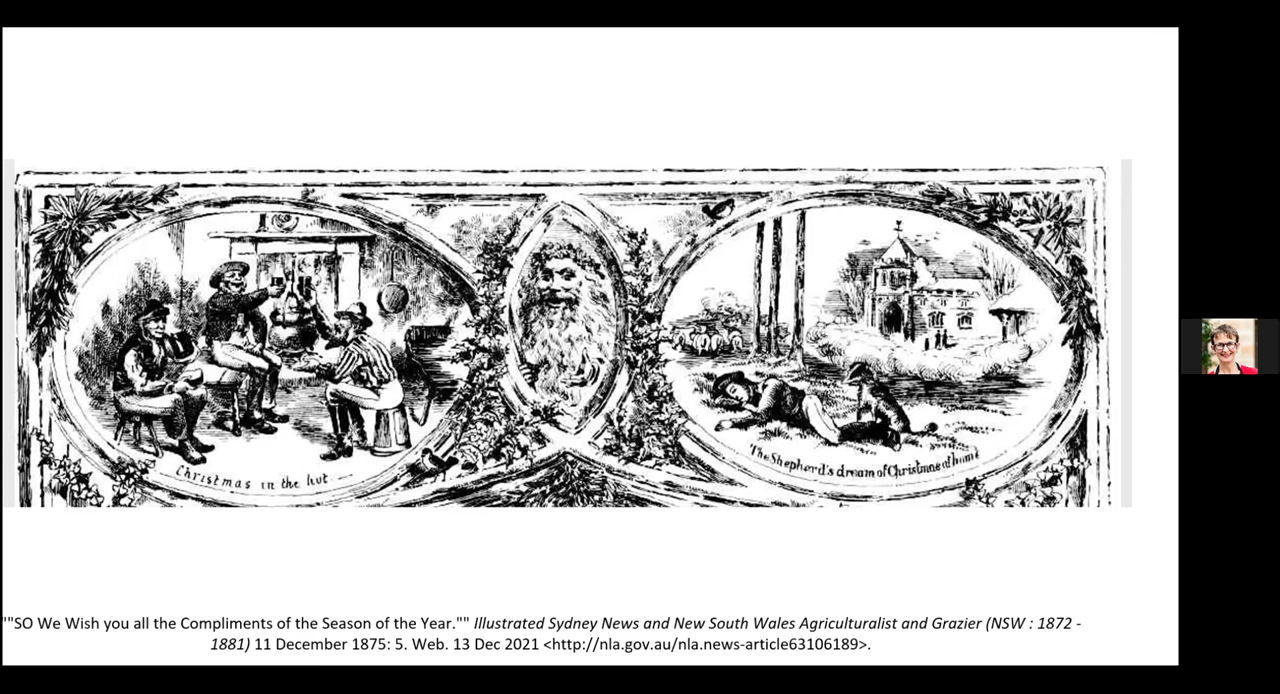 Christmas in the hut
The Shepherd's dream of Christmas at home
""SO We Wish you all the Compliments of the Season of the Year."" Illustrated Sydney News and New South Wales Agriculturalist and Grazier (NSW : 1872 -
1881) 11 December 1875: 5. Web. 13 Dec 2021 <http://nla.gov.au/nla.news-article63106189>.